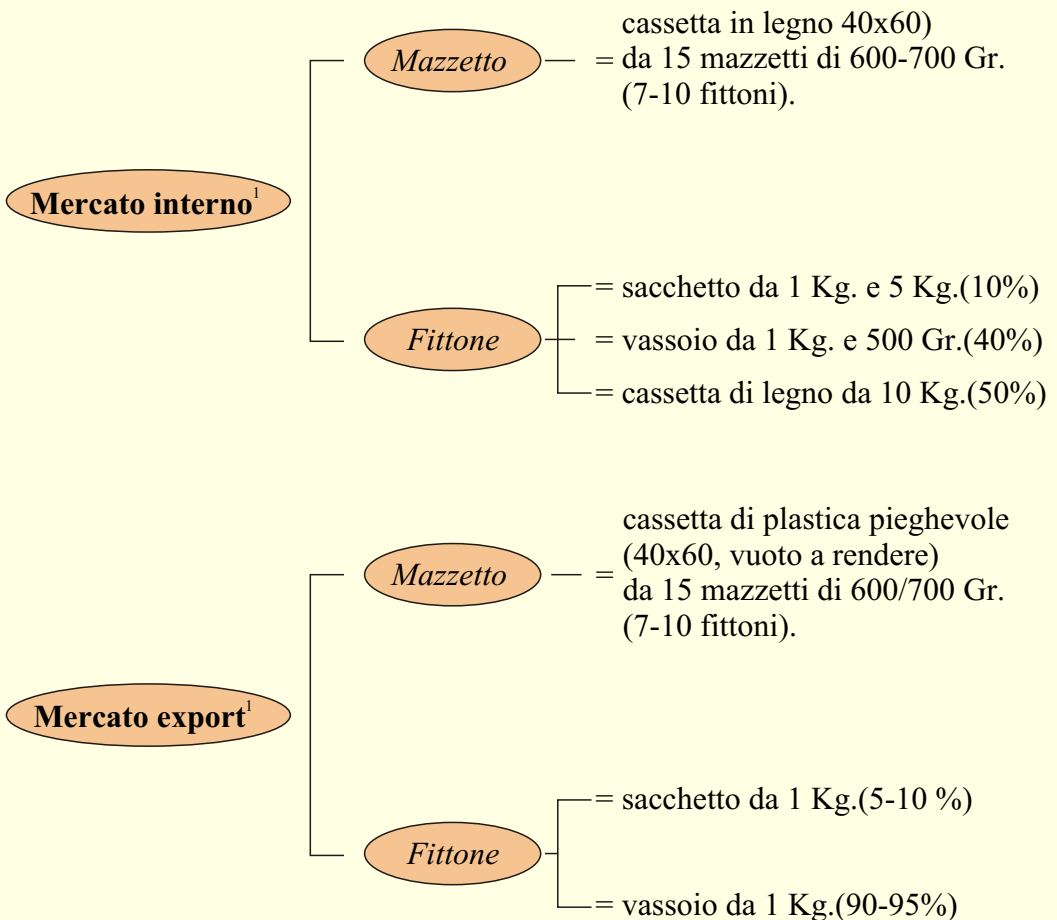 cassetta in legno 40x60)
Mazzetto = da 15 mazzetti di 600-700 Gr.
(7-10 fittoni).
Mercato interno¹
= sacchetto da 1 Kg. e 5 Kg.(10%)
Fittone = vassoio da 1 Kg. e 500 Gr.(40%)
= cassetta di legno da 10 Kg.(50%)
cassetta di plastica pieghevole
Mazzetto = (40x60, vuoto a rendere)
da 15 mazzetti di 600/700 Gr.
(7-10 fittoni).
Mercato export¹
= sacchetto da 1 Kg.(5-10 %)
Fittone
= vassoio da 1 Kg.(90-95%)